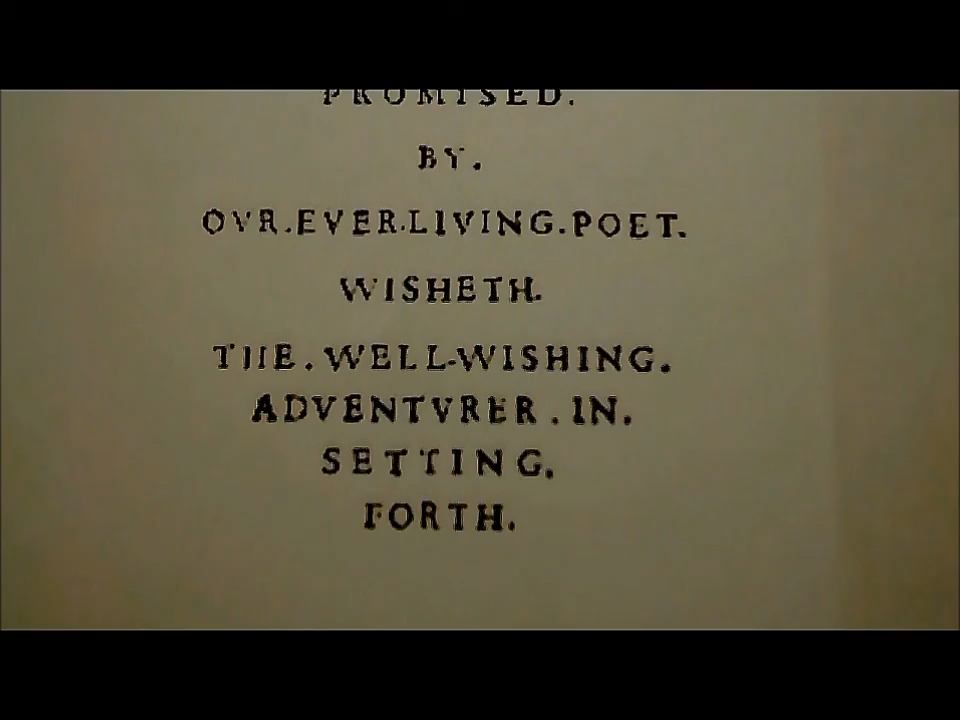 PROMISED.
BY.
OVR.EVER.LIVING.POET.
WISHETH.
THE.WELL-WISHING.
ADVENTVRER.IN.
SETTING.
FORTH.